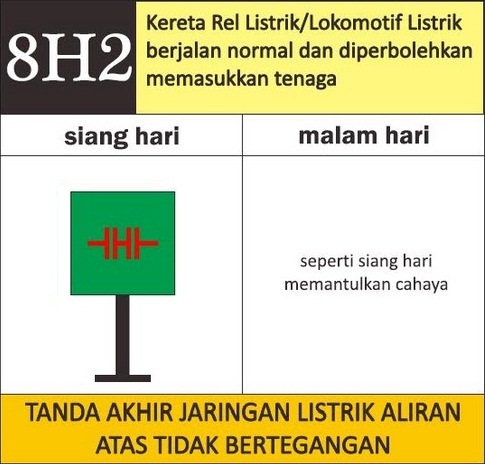 8H2
Kereta Rel Listrik/Lokomotif Listrik
berjalan normal dan diperbolehkan
memasukkan tenaga
siang hari
malam hari
seperti siang hari
memantulkan cahaya
TANDA AKHIR JARINGAN LISTRIK ALIRAN
ATAS TIDAK BERTEGANGAN